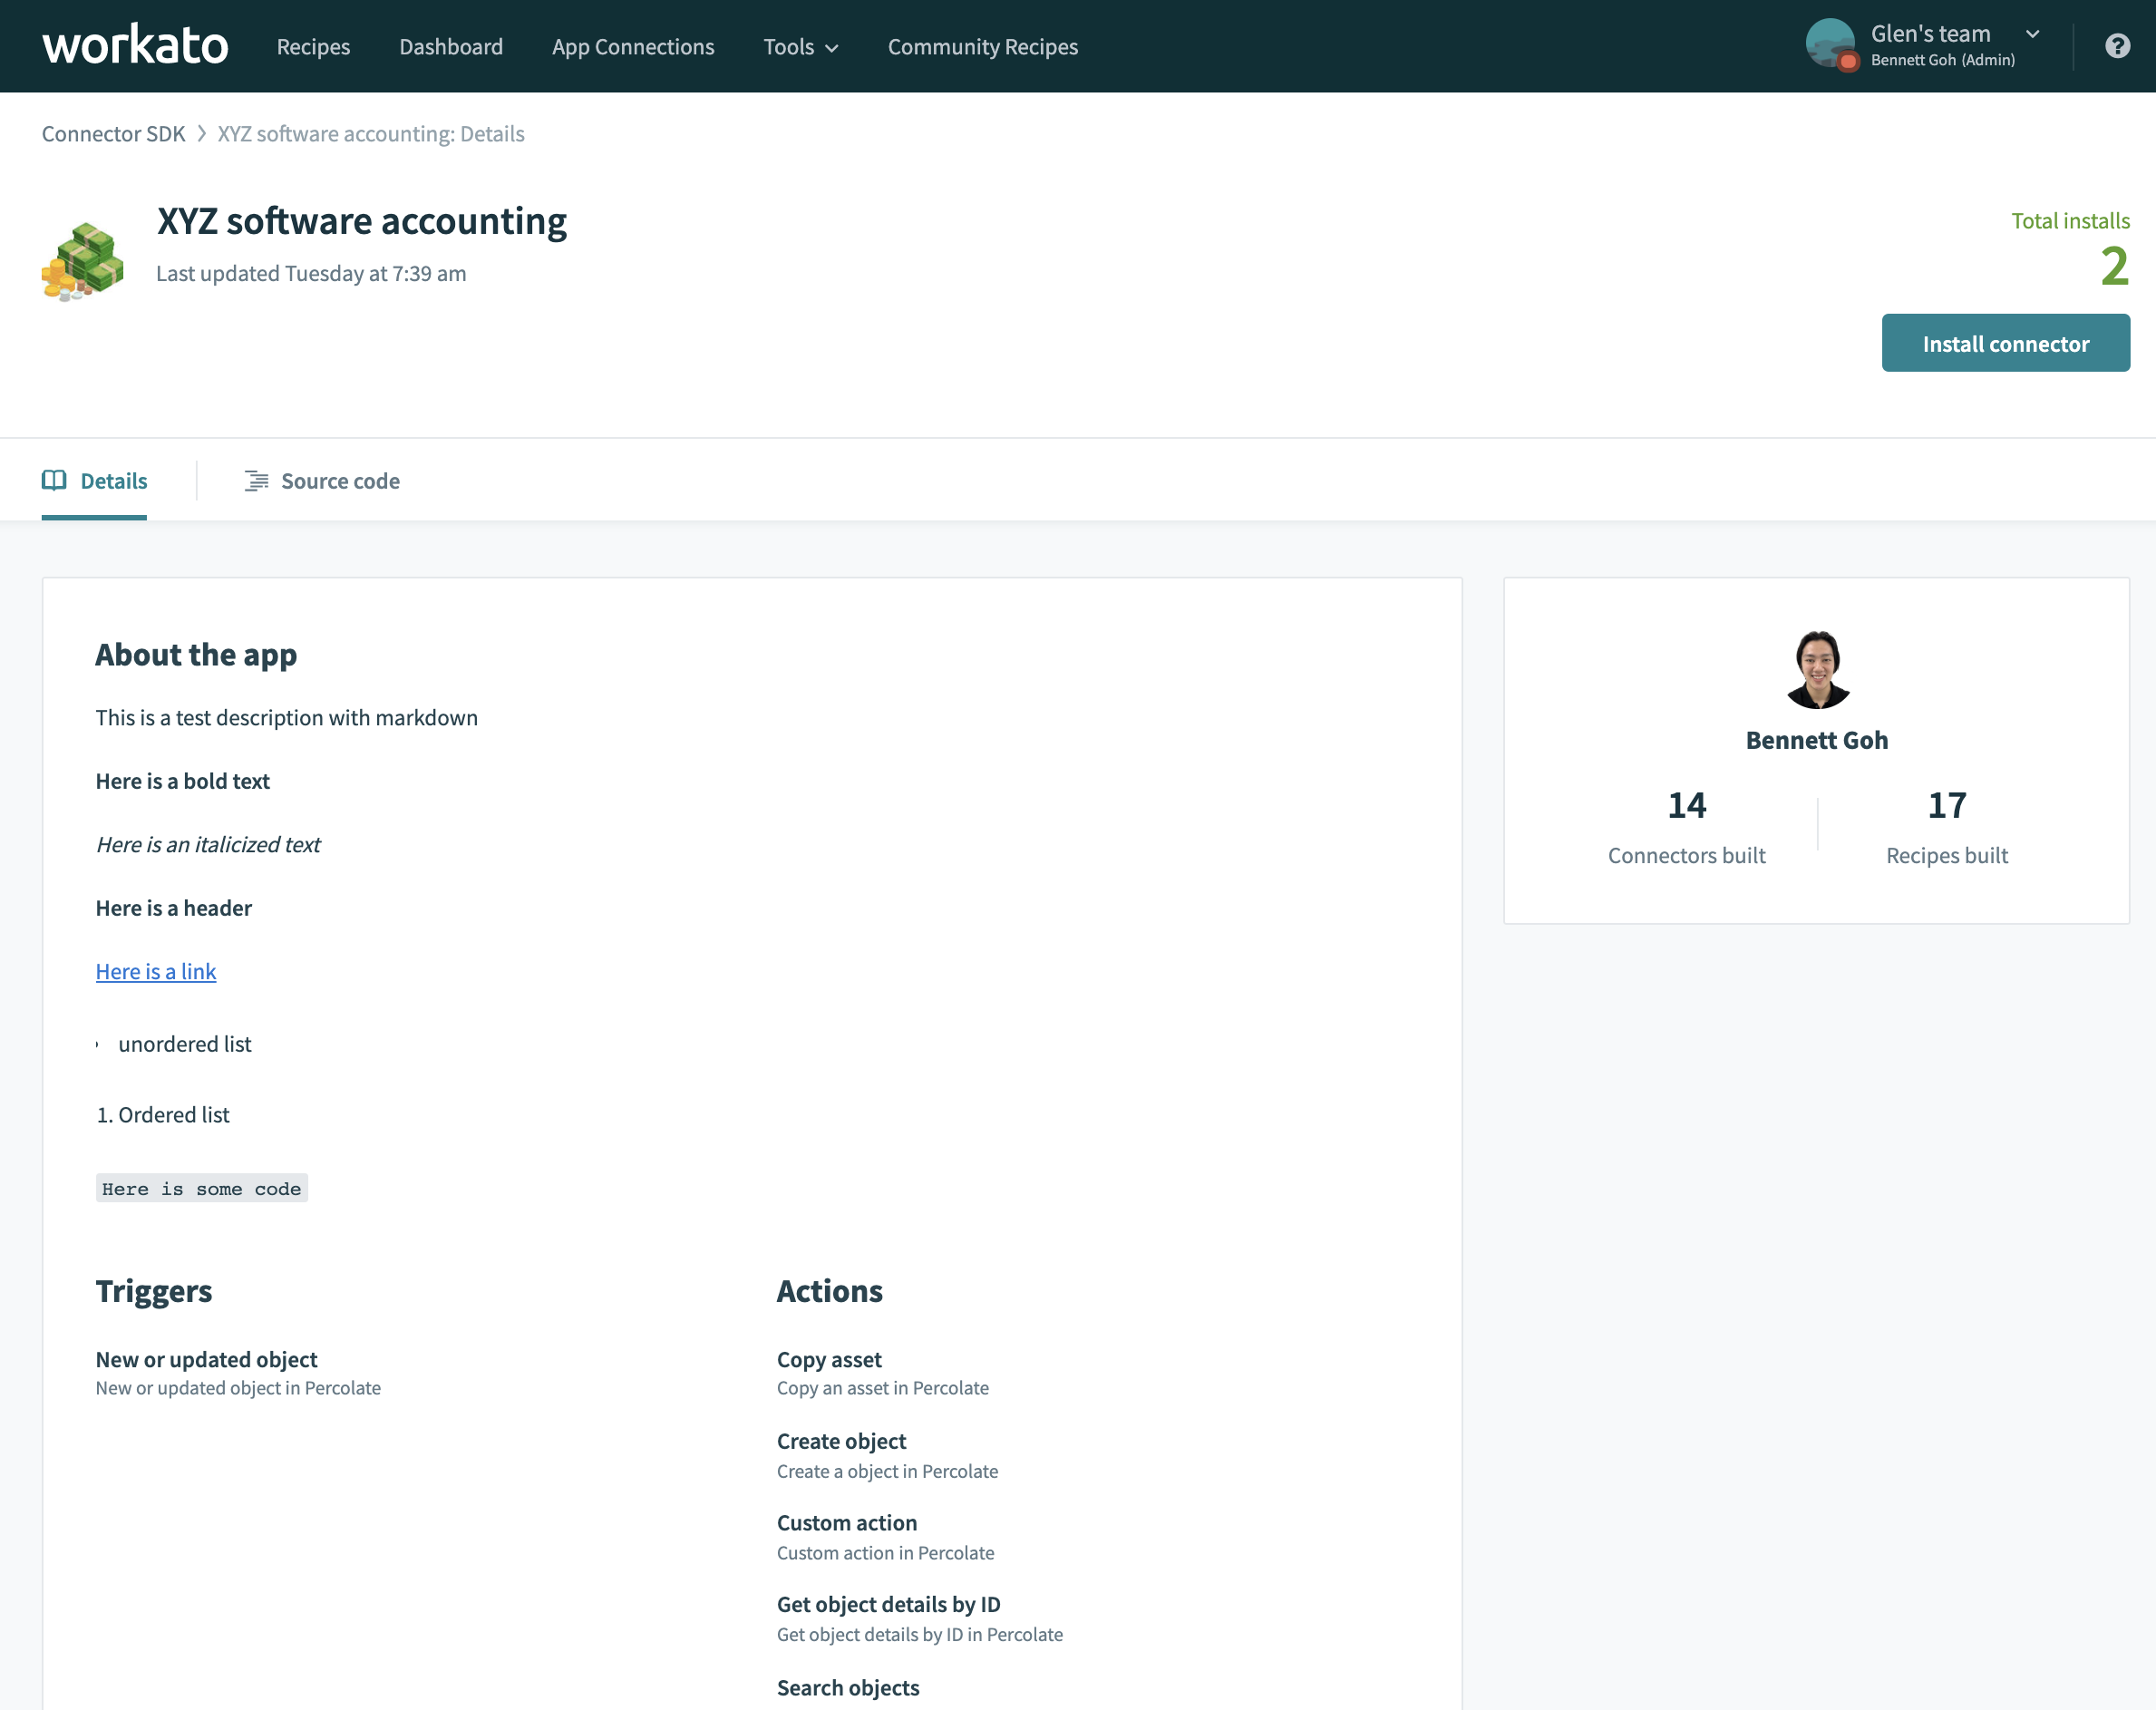 workato
Recipes
Dashboard
App Connections
Tools
Community Recipes
Glen's team
Bennett Goh (Admin)
?
Connector SDK
XYZ software accounting: Details
XYZ software accounting
Last updated Tuesday at 7:39 am
Total installs
2
Install connector
Details
Source code
About the app
This is a test description with markdown
Here is a bold text
Here is an italicized text
Here is a header
Here is a link
• unordered list
1. Ordered list
Here is some code
Bennett Goh
14
Connectors built
17
Recipes built
Triggers
New or updated object
New or updated object in Percolate
Actions
Copy asset
Copy an asset in Percolate
Create object
Create a object in Percolate
Custom action
Custom action in Percolate
Get object details by ID
Get object details by ID in Percolate
Search objects